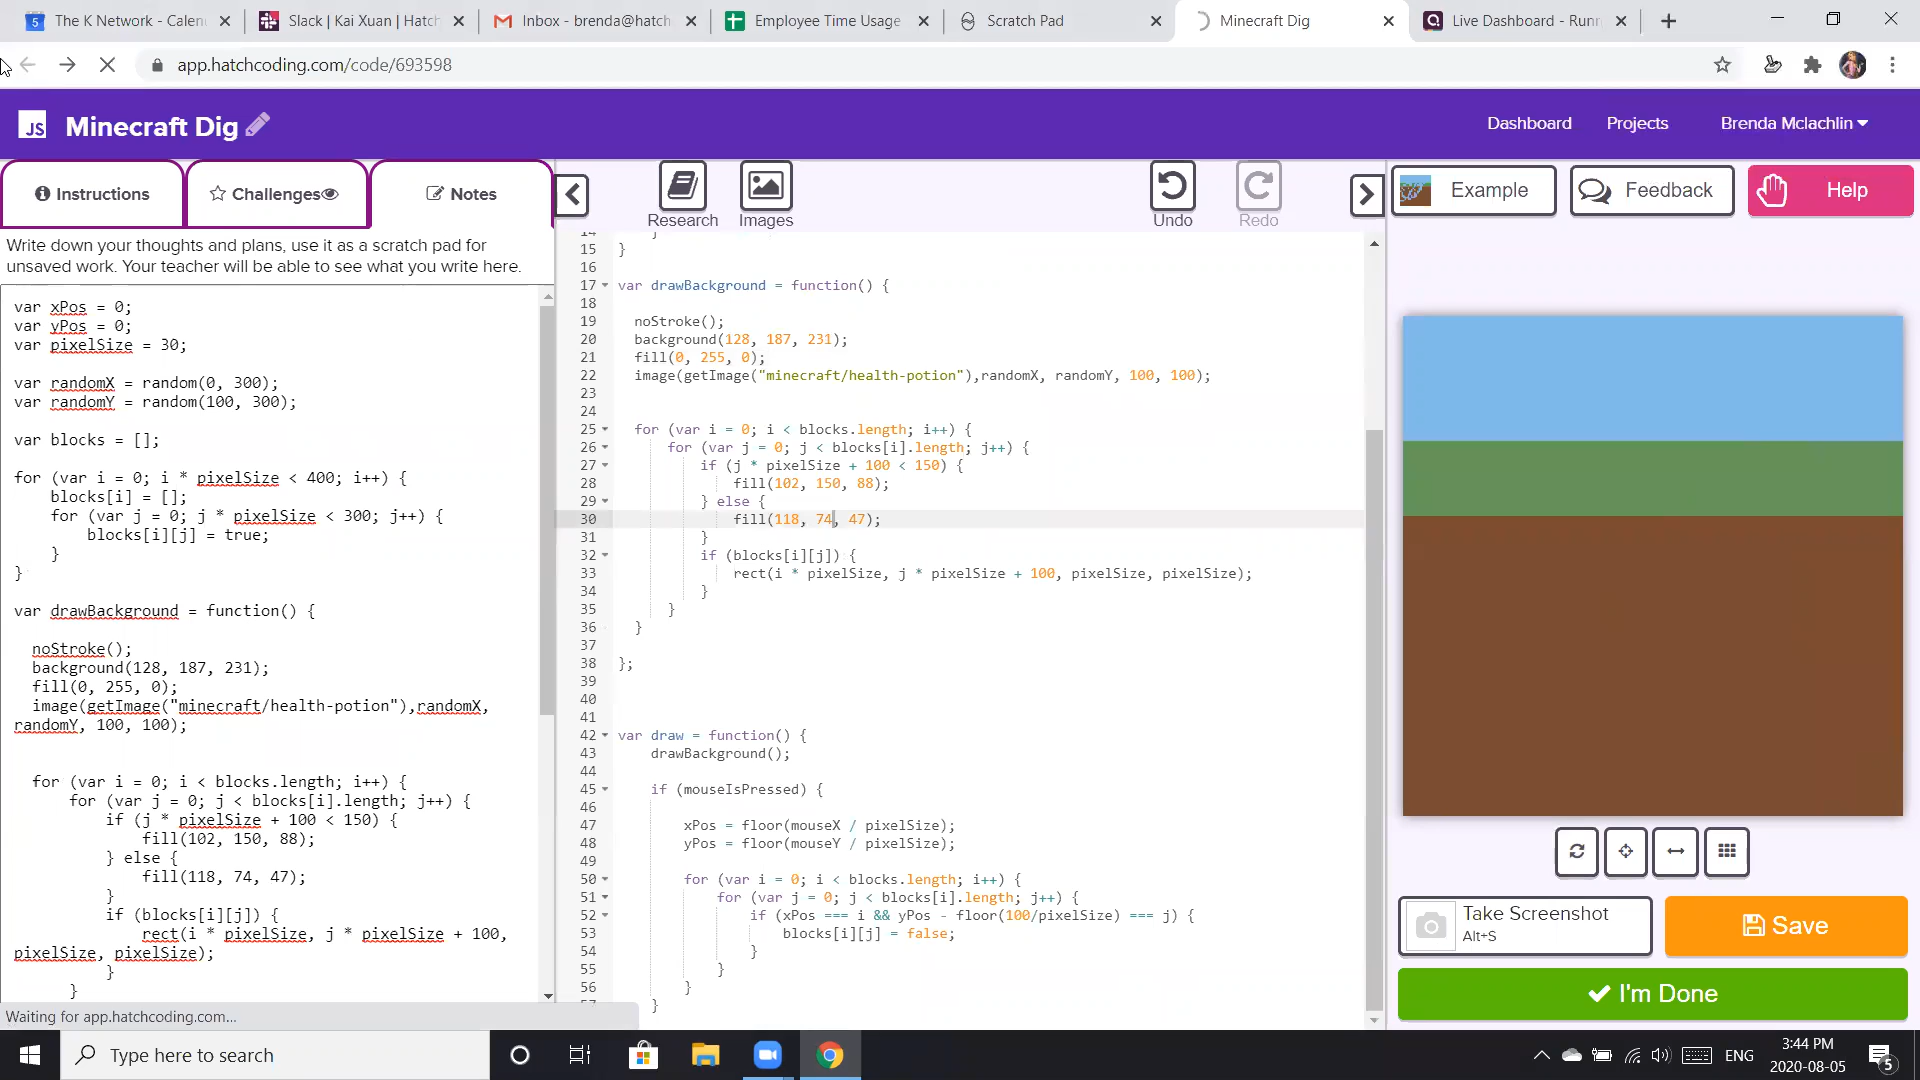 The K Network - Calen
Slack | Kai Xuan | Hatch
Inbox - brenda@hatch
Employee Time Usage
Scratch Pad
Minecraft Dig
Live Dashboard - Runn
app.hatchcoding.com/code/693598
JS
Minecraft Dig
Dashboard
Projects
Brenda Mclachlin
Instructions
Challenges
Notes
Write down your thoughts and plans, use it as a scratch pad for
unsaved work. Your teacher will be able to see what you write here.
var xPos = 0;
var yPos = 0;
var pixelSize = 30;
var randomX = random(0, 300);
var randomY = random(100, 300);
var blocks = [];
for (var i = 0; i * pixelSize < 400; i++) {
blocks[i] = [];
for (var j = 0; j * pixelSize < 300; j++) {
blocks[i][j] = true;
}
}
var drawBackground = function() {
noStroke();
background(128, 187, 231);
fill(0, 255, 0);
image(getImage("minecraft/health-potion"),randomX,
randomY, 100, 100);
for (var i = 0; i < blocks.length; i++) {
for (var j = 0; j < blocks[i].length; j++) {
if (j * pixelSize + 100 < 150) {
fill(102, 150, 88);
} else {
fill(118, 74, 47);
}
if (blocks[i][j]) {
rect(i * pixelSize, j * pixelSize + 100,
pixelSize, pixelSize);
}
}
Waiting for app.hatchcoding.com...
Research
Images
Undo
Redo
14 }
15 }
16
17 var drawBackground = function() {
18
19 noStroke();
20 background(128, 187, 231);
21 fill(0, 255, 0);
22 image(getImage("minecraft/health-potion"),randomX, randomY, 100, 100);
23
24
25 for (var i = 0; i < blocks.length; i++) {
26 for (var j = 0; j < blocks[i].length; j++) {
27 if (j * pixelSize + 100 < 150) {
28 fill(102, 150, 88);
29 } else {
30 fill(118, 74, 47);
31 }
32 if (blocks[i][j]) {
33 rect(i * pixelSize, j * pixelSize + 100, pixelSize, pixelSize);
34 }
35 }
36 }
37
38 };
39
40
41
42 var draw = function() {
43 drawBackground();
44
45 if (mouseIsPressed) {
46
47 xPos = floor(mouseX / pixelSize);
48 yPos = floor(mouseY / pixelSize);
49
50 for (var i = 0; i < blocks.length; i++) {
51 for (var j = 0; j < blocks[i].length; j++) {
52 if (xPos === i && yPos - floor(100/pixelSize) === j) {
53 blocks[i][j] = false;
54 }
55 }
56 }
57 }
Example
Feedback
Help
Take Screenshot
Alt+S
Save
I'm Done
Type here to search
ENG
3:44 PM
2020-08-05
5